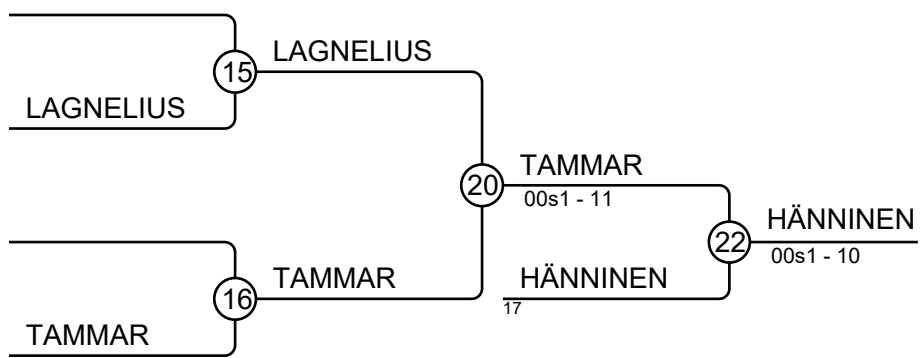 LAGNELIUS
15
LAGNELIUS
TAMMAR
20
00s1 - 11
HÄNNINEN
22
00s1 - 10
TAMMAR
HÄNNINEN
16
17
TAMMAR